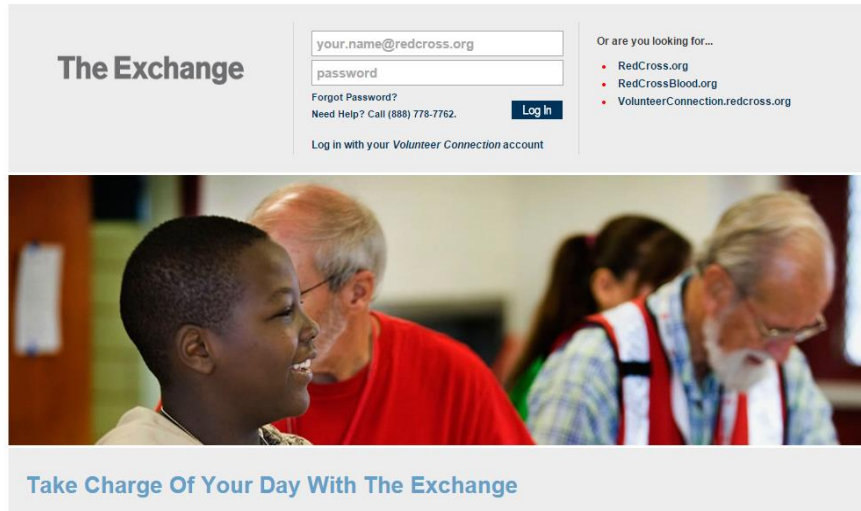 The Exchange
your.name@redcross.org
password
Forgot Password?
Need Help? Call (888) 778-7762.
Log In
Log in with your Volunteer Connection account
Or are you looking for...
RedCross.org
RedCrossBlood.org
VolunteerConnection.redcross.org
Take Charge Of Your Day With The Exchange